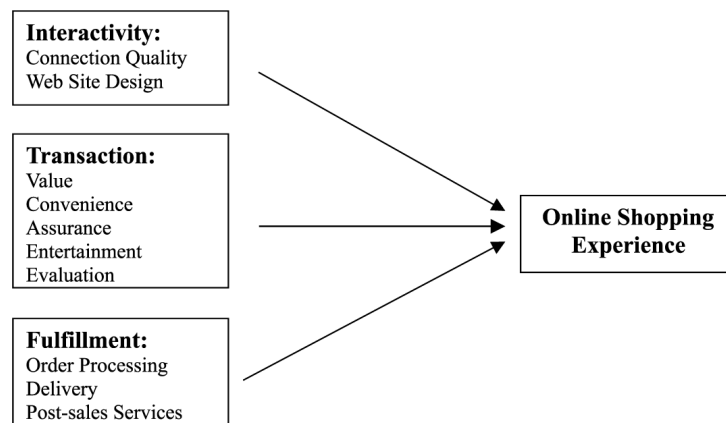 Interactivity:
Connection Quality
Web Site Design
Transaction:
Value
Convenience
Assurance
Entertainment
Evaluation
Fulfillment:
Order Processing
Delivery
Post-sales Services
Online Shopping
Experience